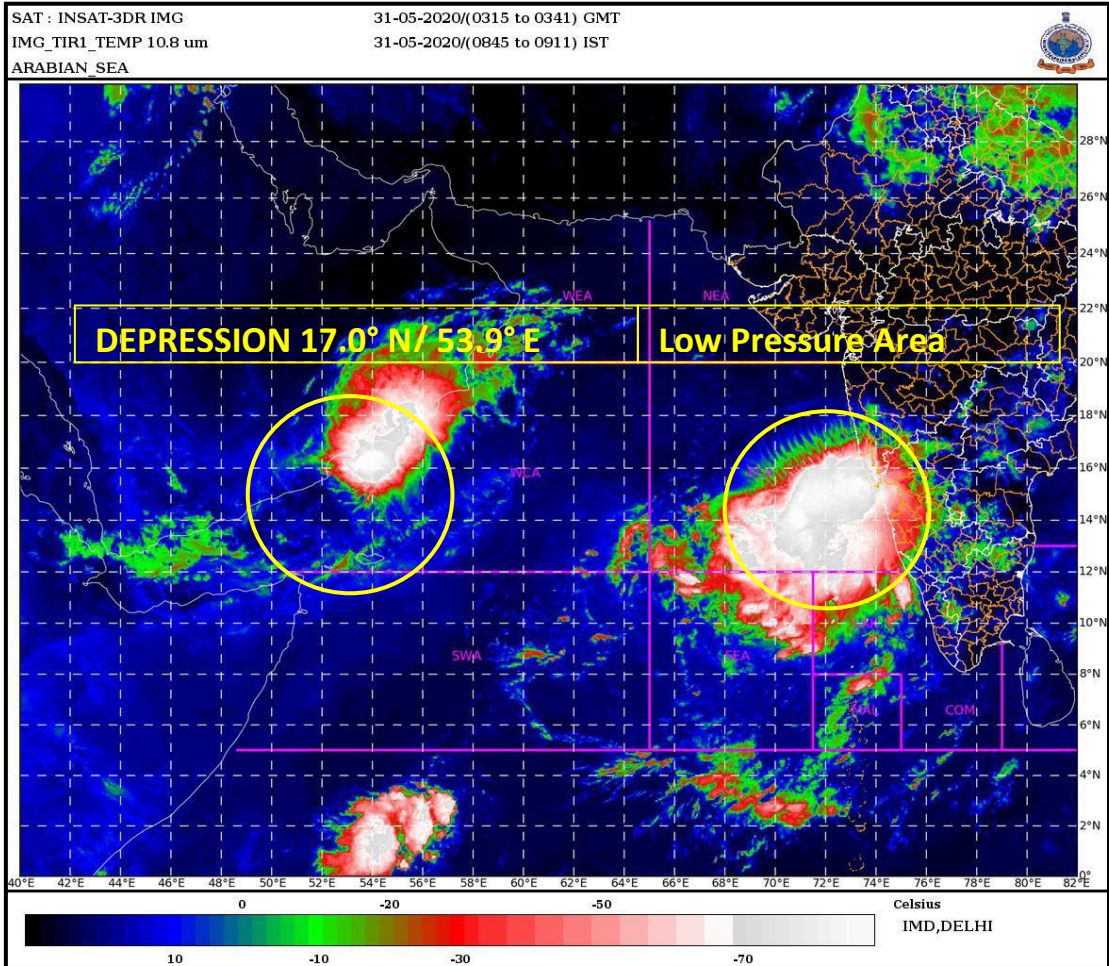 SAT : INSAT-3DR IMG
31-05-2020/(0315 to 0341) GMT
IMG_TIR1_TEMP 10.8 um
31-05-2020/(0845 to 0911) IST
ARABIAN_SEA
28°N
26°N
24°N
WEA NEA
22°N
DEPRESSION 17.0° N/ 53.9° E Low Pressure Area
20°N
18°N
16°N
WCA
14°N
12°N
10°N
SWA EEA
8°N
MAL COM
6°N
4°N
2°N
0°
40°E 42°E 44°E 46°E 48°E 50°E 52°E 54°E 56°E 58°E 60°E 62°E 64°E 66°E 68°E 70°E 72°E 74°E 76°E 78°E 80°E 82°E
0 -20 -50 Celsius
IMD,DELHI
10 -10 -30 -70